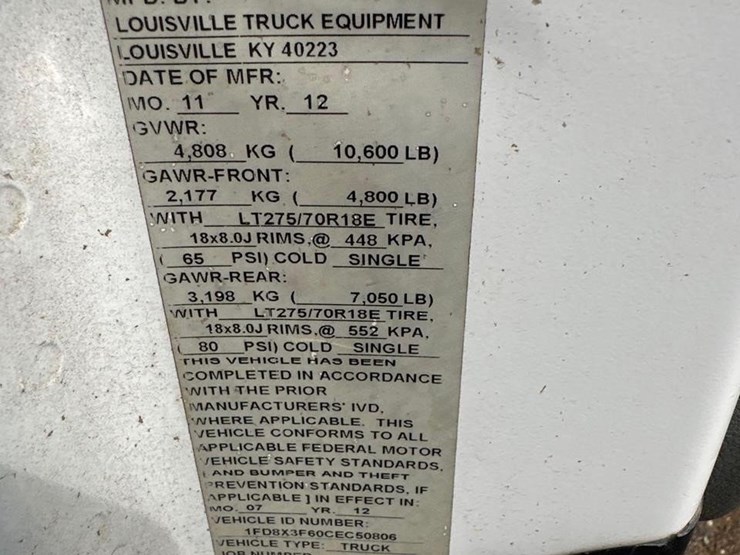 LOUISVILLE TRUCK EQUIPMENT
LOUISVILLE KY 40223
DATE OF MFR:
MO. 11 YR. 12
GVWR:
4,808 KG ( 10,600 LB)
GAWR-FRONT:
2,177 KG ( 4,800 LB)
WITH LT275/70R18E TIRE,
18x8.0J RIMS,@ 448 KPA,
( 65 PSI) COLD SINGLE
GAWR-REAR:
3,198 KG ( 7,050 LB)
WITH LT275/70R18E TIRE,
18x8.0J RIMS,@ 552 KPA,
( 80 PSI) COLD SINGLE
THIS VEHICLE HAS BEEN
COMPLETED IN ACCORDANCE
WITH THE PRIOR
MANUFACTURERS' IVD,
WHERE APPLICABLE. THIS
VEHICLE CONFORMS TO ALL
APPLICABLE FEDERAL MOTOR
VEHICLE SAFETY STANDARDS,
[ AND BUMPER AND THEFT
PREVENTION STANDARDS, IF
APPLICABLE ] IN EFFECT IN:
MO. 07 YR. 12
VEHICLE ID NUMBER:
1FD8X3F60CEC50806
VEHICLE TYPE: TRUCK
JOB NUMBER